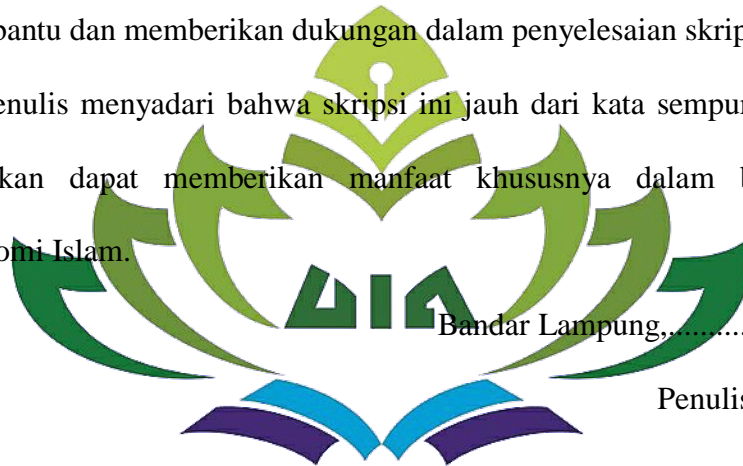 bantu dan memberikan dukungan dalam penyelesaian skrip
enulis menyadari bahwa skripsi ini jauh dari kata sempur
kan dapat memberikan manfaat khususnya dalam b
omi Islam.
UIN
Bandar Lampung,..........
Penulis